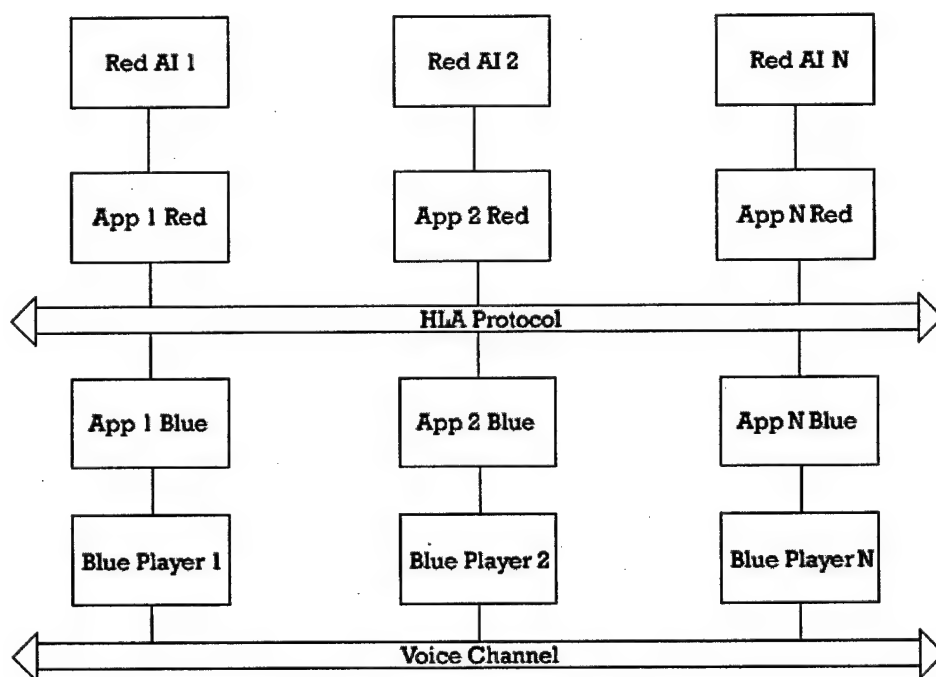 Red AI 1
Red AI 2
Red AI N
App 1 Red
App 2 Red
App N Red
HLA Protocol
App 1 Blue
App 2 Blue
App N Blue
Blue Player 1
Blue Player 2
Blue Player N
Voice Channel